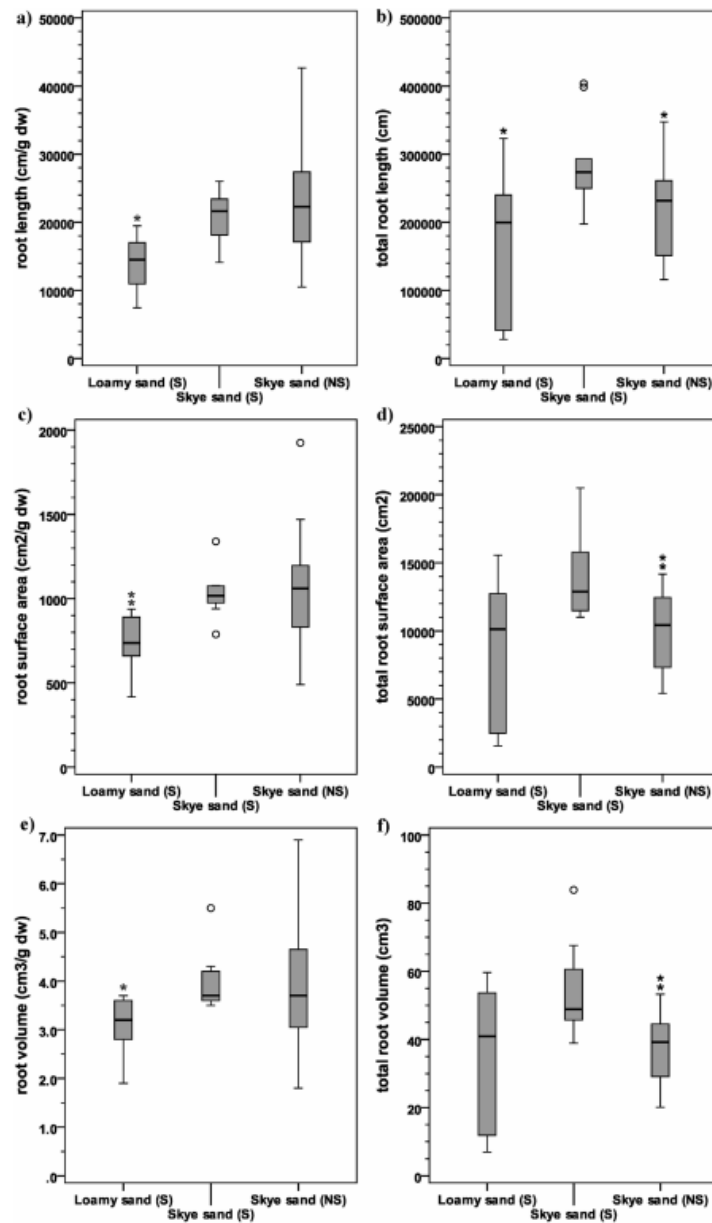 a)
50000
40000
30000
20000
10000
0
root length (cm/g dw)
*
Loamy sand (S)
Skye sand (S)
Skye sand (NS)
b)
500000
400000
300000
200000
100000
0
total root length (cm)
*
*
Loamy sand (S)
Skye sand (S)
Skye sand (NS)
c)
2000
1500
1000
500
0
root surface area (cm2/g dw)
**
Loamy sand (S)
Skye sand (S)
Skye sand (NS)
d)
25000
20000
15000
10000
5000
0
total root surface area (cm2)
**
Loamy sand (S)
Skye sand (S)
Skye sand (NS)
e)
7.0
6.0
5.0
4.0
3.0
2.0
1.0
.0
root volume (cm3/g dw)
*
Loamy sand (S)
Skye sand (S)
Skye sand (NS)
f)
100
80
60
40
20
0
total root volume (cm3)
**
Loamy sand (S)
Skye sand (S)
Skye sand (NS)